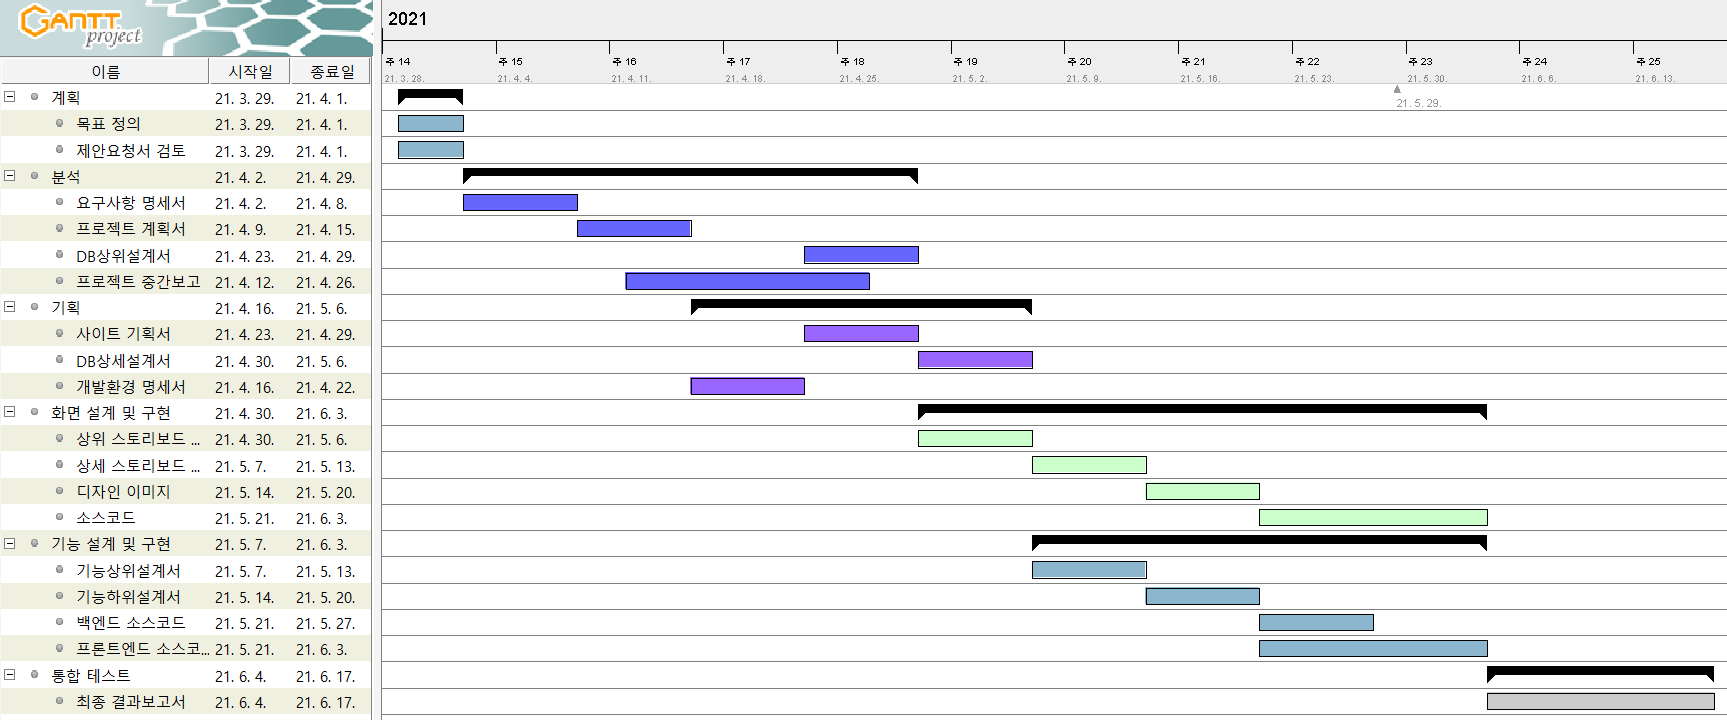 GANTT
project
2021
주 14 주 15 주 16 주 17 주 18 주 19 주 20 주 21 주 22 주 23 주 24 주 25
이름 시작일 종료일 21. 3. 28. 21. 4. 4. 21. 4. 11. 21. 4. 18. 21. 4. 25. 21. 5. 2. 21. 5. 9. 21. 5. 16. 21. 5. 23. 21. 5. 30. 21. 6. 6. 21. 6. 13.
계획 21. 3. 29. 21. 4. 1. 21. 5. 29.
목표 정의 21. 3. 29. 21. 4. 1.
제안요청서 검토 21. 3. 29. 21. 4. 1.
분석 21. 4. 2. 21. 4. 29.
요구사항 명세서 21. 4. 2. 21. 4. 8.
프로젝트 계획서 21. 4. 9. 21. 4. 15.
DB상위설계서 21. 4. 23. 21. 4. 29.
프로젝트 중간보고 21. 4. 12. 21. 4. 26.
기획 21. 4. 16. 21. 5. 6.
사이트 기획서 21. 4. 23. 21. 4. 29.
DB상세설계서 21. 4. 30. 21. 5. 6.
개발환경 명세서 21. 4. 16. 21. 4. 22.
화면 설계 및 구현 21. 4. 30. 21. 6. 3.
상위 스토리보드 ... 21. 4. 30. 21. 5. 6.
상세 스토리보드 ... 21. 5. 7. 21. 5. 13.
디자인 이미지 21. 5. 14. 21. 5. 20.
소스코드 21. 5. 21. 21. 6. 3.
기능 설계 및 구현 21. 5. 7. 21. 6. 3.
기능상위설계서 21. 5. 7. 21. 5. 13.
기능하위설계서 21. 5. 14. 21. 5. 20.
백엔드 소스코드 21. 5. 21. 21. 5. 27.
프론트엔드 소스코... 21. 5. 21. 21. 6. 3.
통합 테스트 21. 6. 4. 21. 6. 17.
최종 결과보고서 21. 6. 4. 21. 6. 17.